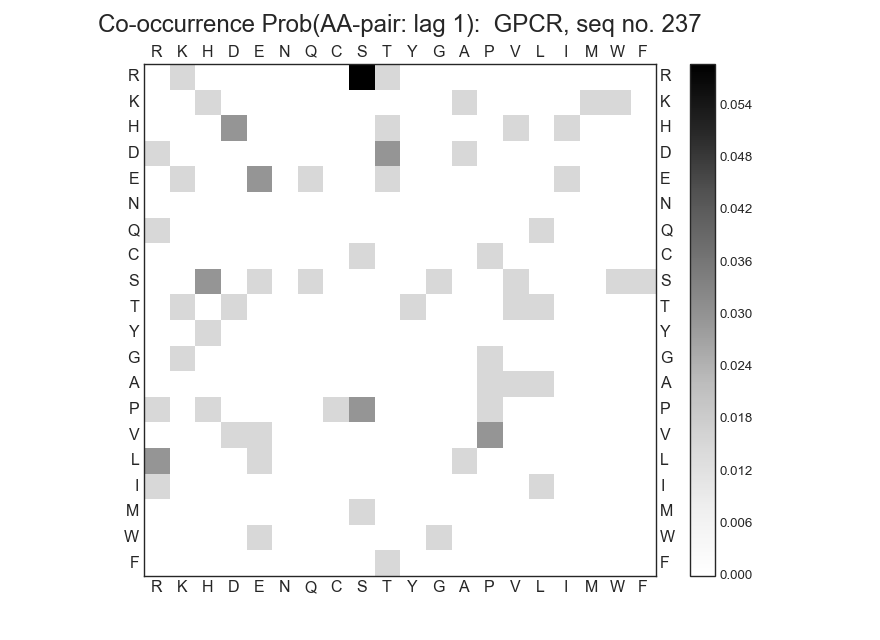 Co-occurrence Prob(AA-pair: lag 1):  GPCR, seq no. 237
R K H D E N Q C S T Y G A P V L I M W F
R R
K K
0.054
H H
D D
0.048
E E
0.042
N N
Q Q
0.036
C C
S S
0.030
T T
Y Y
0.024
G G
A A
0.018
P P
V V
0.012
L L
I I
0.006
M M
W W
F F
0.000
R K H D E N Q C S T Y G A P V L I M W F